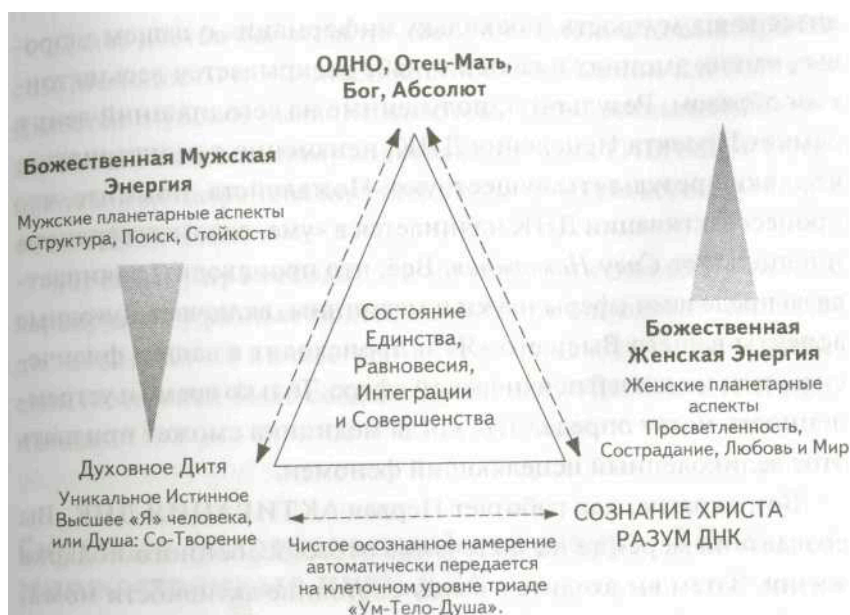 ОДНО, Отец-Мать,
Бог, Абсолют
Божественная Мужская
Энергия
Мужские планетарные аспекты
Структура, Поиск, Стойкость
Состояние
Единства,
Равновесия,
Интеграции
и Совершенства
Божественная
Женская Энергия
Женские планетарные
аспекты
Просветленность,
Сострадание, Любовь и Мир
Духовное Дитя
Уникальное Истинное
Высшее «Я» человека,
или Душа: Со-Творение
СОЗНАНИЕ ХРИСТА
РАЗУМ ДНК
Чистое осознанное намерение
автоматически передается
на клеточном уровне триаде
«Ум-Тело-Душа».